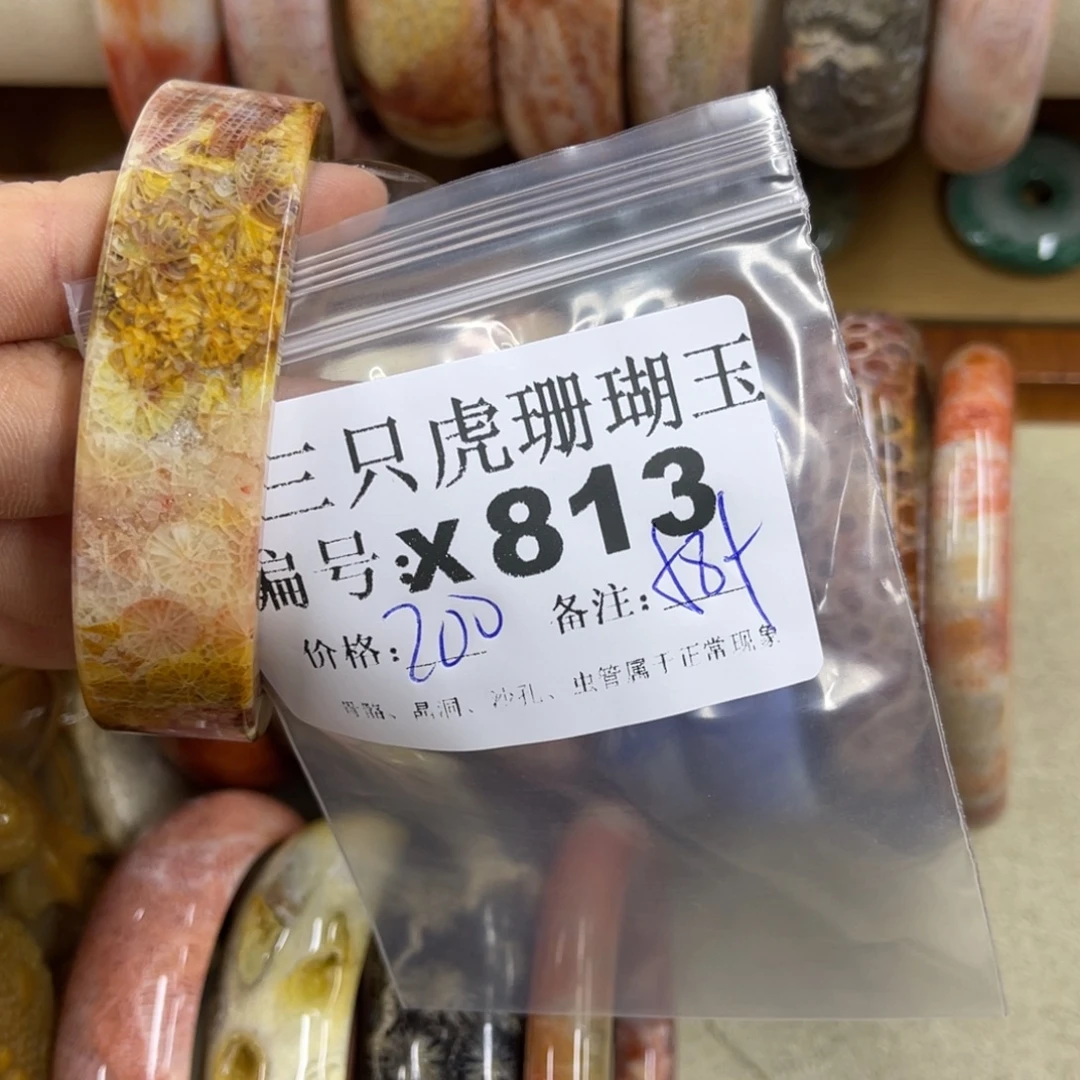 三只虎珊瑚玉
编号:x813
价格:200 备注:
、晶洞、沙孔、虫管属于正常现象